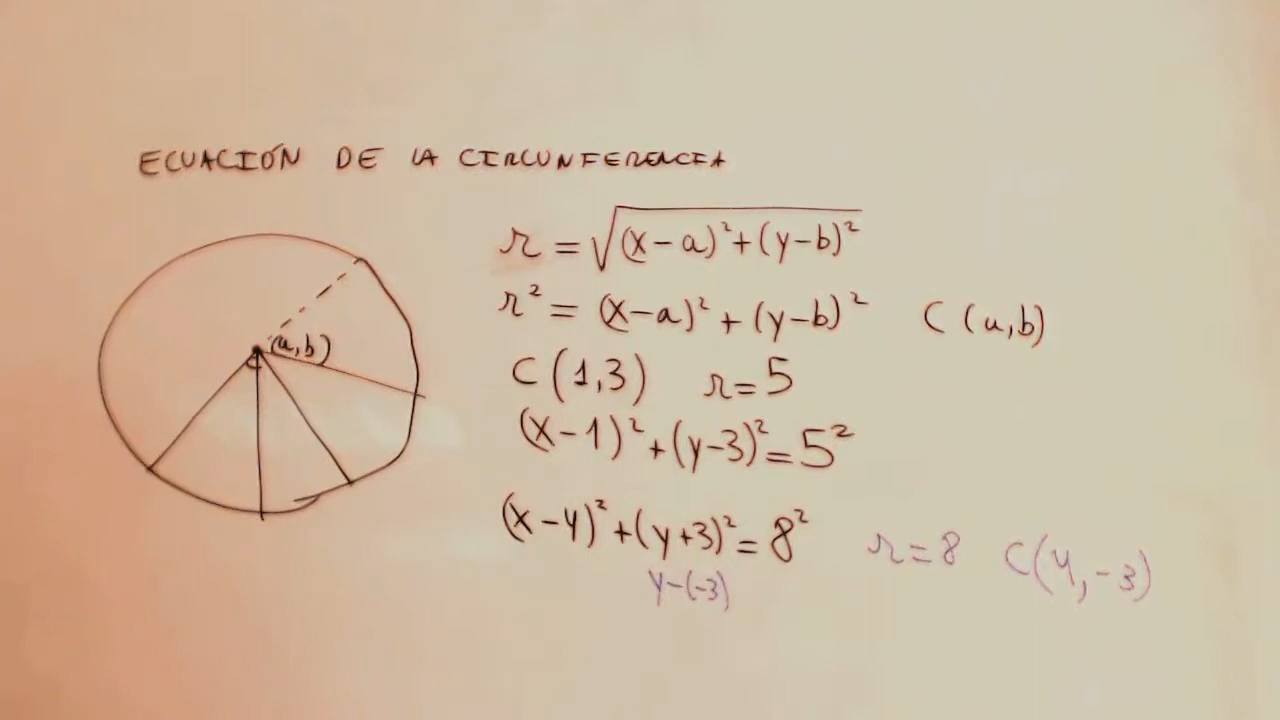 ECUACIÓN DE LA CIRCUNFERENCIA
(a,b)
r = √(x-a)²+(y-b)²
r² = (x-a)²+(y-b)² C(a,b)
C(1,3) r=5
(x-1)²+(y-3)²=5²
(x-4)²+(y+3)²=8² r=8 C(4,-3)
y-(-3)